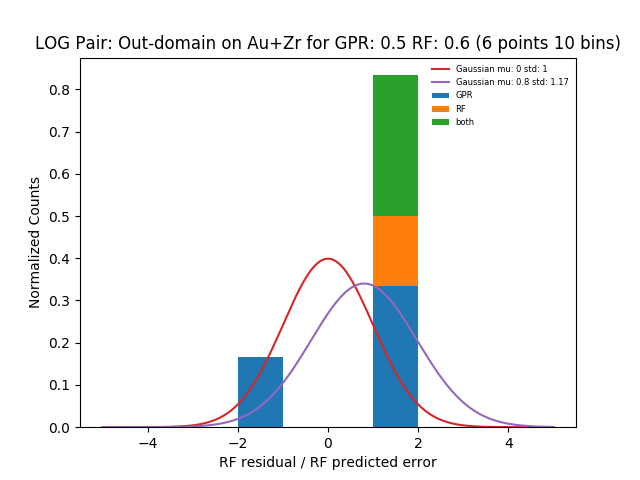 LOG Pair: Out-domain on Au+Zr for GPR: 0.5 RF: 0.6 (6 points 10 bins)
Gaussian mu: 0 std: 1
Gaussian mu: 0.8 std: 1.17
GPR
RF
both
Normalized Counts
0.8
0.7
0.6
0.5
0.4
0.3
0.2
0.1
0.0
−4
−2
0
2
4
RF residual / RF predicted error